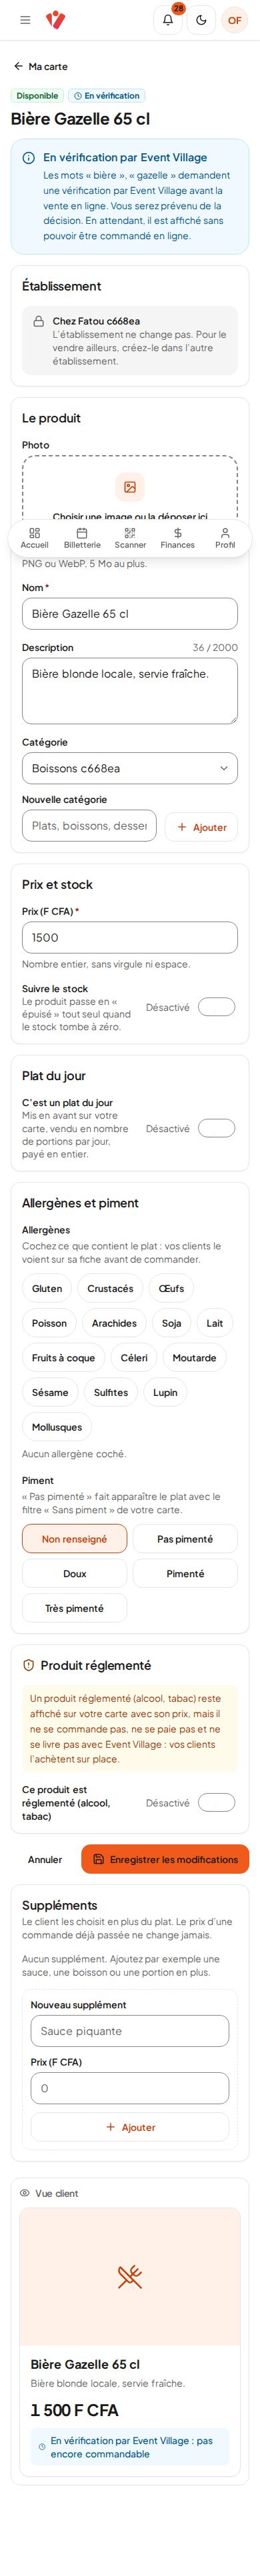 28
OF
Ma carte
Disponible
En vérification
Bière Gazelle 65 cl
En vérification par Event Village
Les mots « bière », « gazelle » demandent
une vérification par Event Village avant la
vente en ligne. Vous serez prévenu de la
décision. En attendant, il est affiché sans
pouvoir être commandé en ligne.
Établissement
Chez Fatou c668ea
L'établissement ne change pas. Pour le
vendre ailleurs, créez-le dans l'autre
établissement.
Le produit
Photo
Choisir une image ou la déposer ici
Accueil
Billetterie
Scanner
Finances
Profil
PNG ou WebP, 5 Mo au plus.
Nom *
Bière Gazelle 65 cl
Description
36 / 2000
Bière blonde locale, servie fraîche.
Catégorie
Boissons c668ea
Nouvelle catégorie
Plats, boissons, desser
Ajouter
Prix et stock
Prix (F CFA) *
1500
Nombre entier, sans virgule ni espace.
Suivre le stock
Le produit passe en «
épuisé » tout seul quand
le stock tombe à zéro.
Désactivé
Plat du jour
C'est un plat du jour
Mis en avant sur votre
carte, vendu en nombre
de portions par jour,
payé en entier.
Désactivé
Allergènes et piment
Allergènes
Cochez ce que contient le plat : vos clients le
voient sur sa fiche avant de commander.
Gluten
Crustacés
Œufs
Poisson
Arachides
Soja
Lait
Fruits à coque
Céleri
Moutarde
Sésame
Sulfites
Lupin
Mollusques
Aucun allergène coché.
Piment
« Pas pimenté » fait apparaître le plat avec le
filtre « Sans piment » de votre carte.
Non renseigné
Pas pimenté
Doux
Pimenté
Très pimenté
Produit réglementé
Un produit réglementé (alcool, tabac) reste
affiché sur votre carte avec son prix, mais il
ne se commande pas, ne se paie pas et ne
se livre pas avec Event Village : vos clients
l'achètent sur place.
Ce produit est
réglementé (alcool,
tabac)
Désactivé
Annuler
Enregistrer les modifications
Suppléments
Le client les choisit en plus du plat. Le prix d'une
commande déjà passée ne change jamais.
Aucun supplément. Ajoutez par exemple une
sauce, une boisson ou une portion en plus.
Nouveau supplément
Sauce piquante
Prix (F CFA)
0
Ajouter
Vue client
Bière Gazelle 65 cl
Bière blonde locale, servie fraîche.
1 500 F CFA
En vérification par Event Village : pas
encore commandable